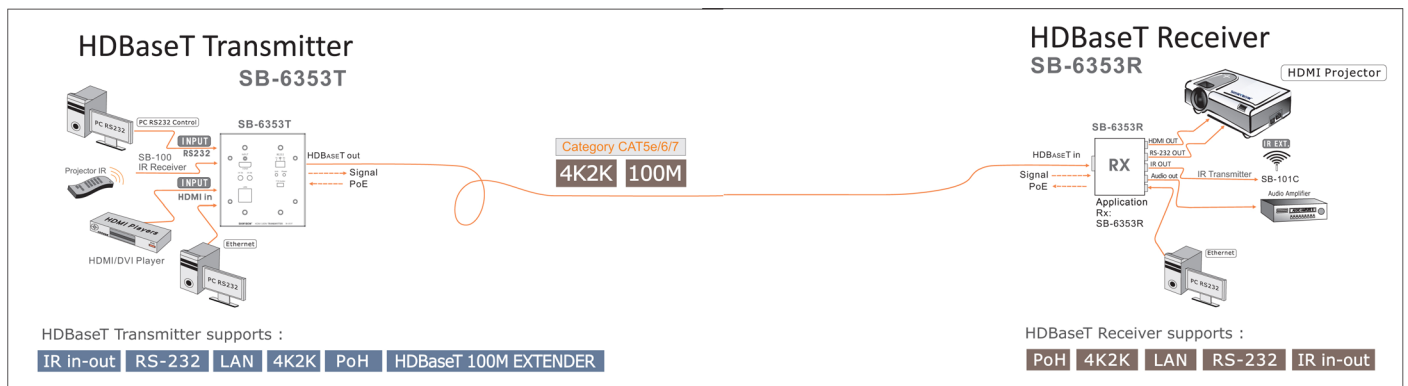 HDBaseT Transmitter
SB-6353T
PC RS232
PC RS232 Control
INPUT
RS232
SB-100
IR Receiver
Projector IR
INPUT
HDMI in
HDMI Players
HDMI/DVI Player
Ethernet
PC RS232
SB-6353T
HDBaseT out
Signal
PoE
Category CAT5e/6/7
4K2K
100M
HDBaseT Receiver
SB-6353R
HDMI Projector
SB-6353R
HDBaseT in
Signal
PoE
RX
HDMI OUT
RS-232 OUT
IR OUT
Audio out
IR Transmitter
IR EXT.
SB-101C
Audio Amplifier
Application
Rx:
SB-6353R
Ethernet
PC RS232
HDBaseT Transmitter supports :
IR in-out RS-232 LAN 4K2K PoH HDBaseT 100M EXTENDER
HDBaseT Receiver supports :
PoH 4K2K LAN RS-232 IR in-out